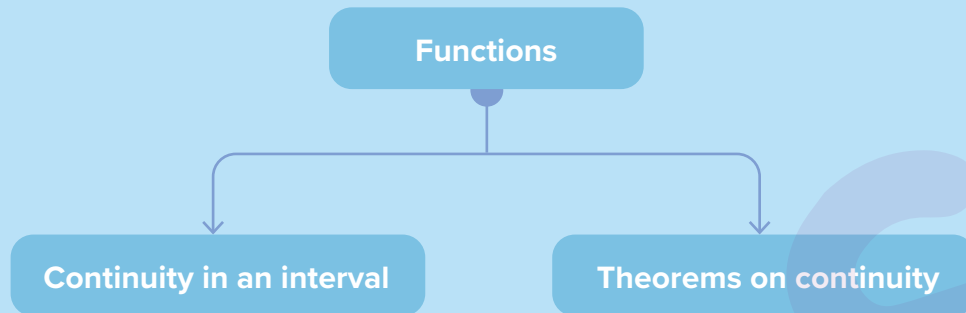 Functions
Continuity in an interval
Theorems on continuity